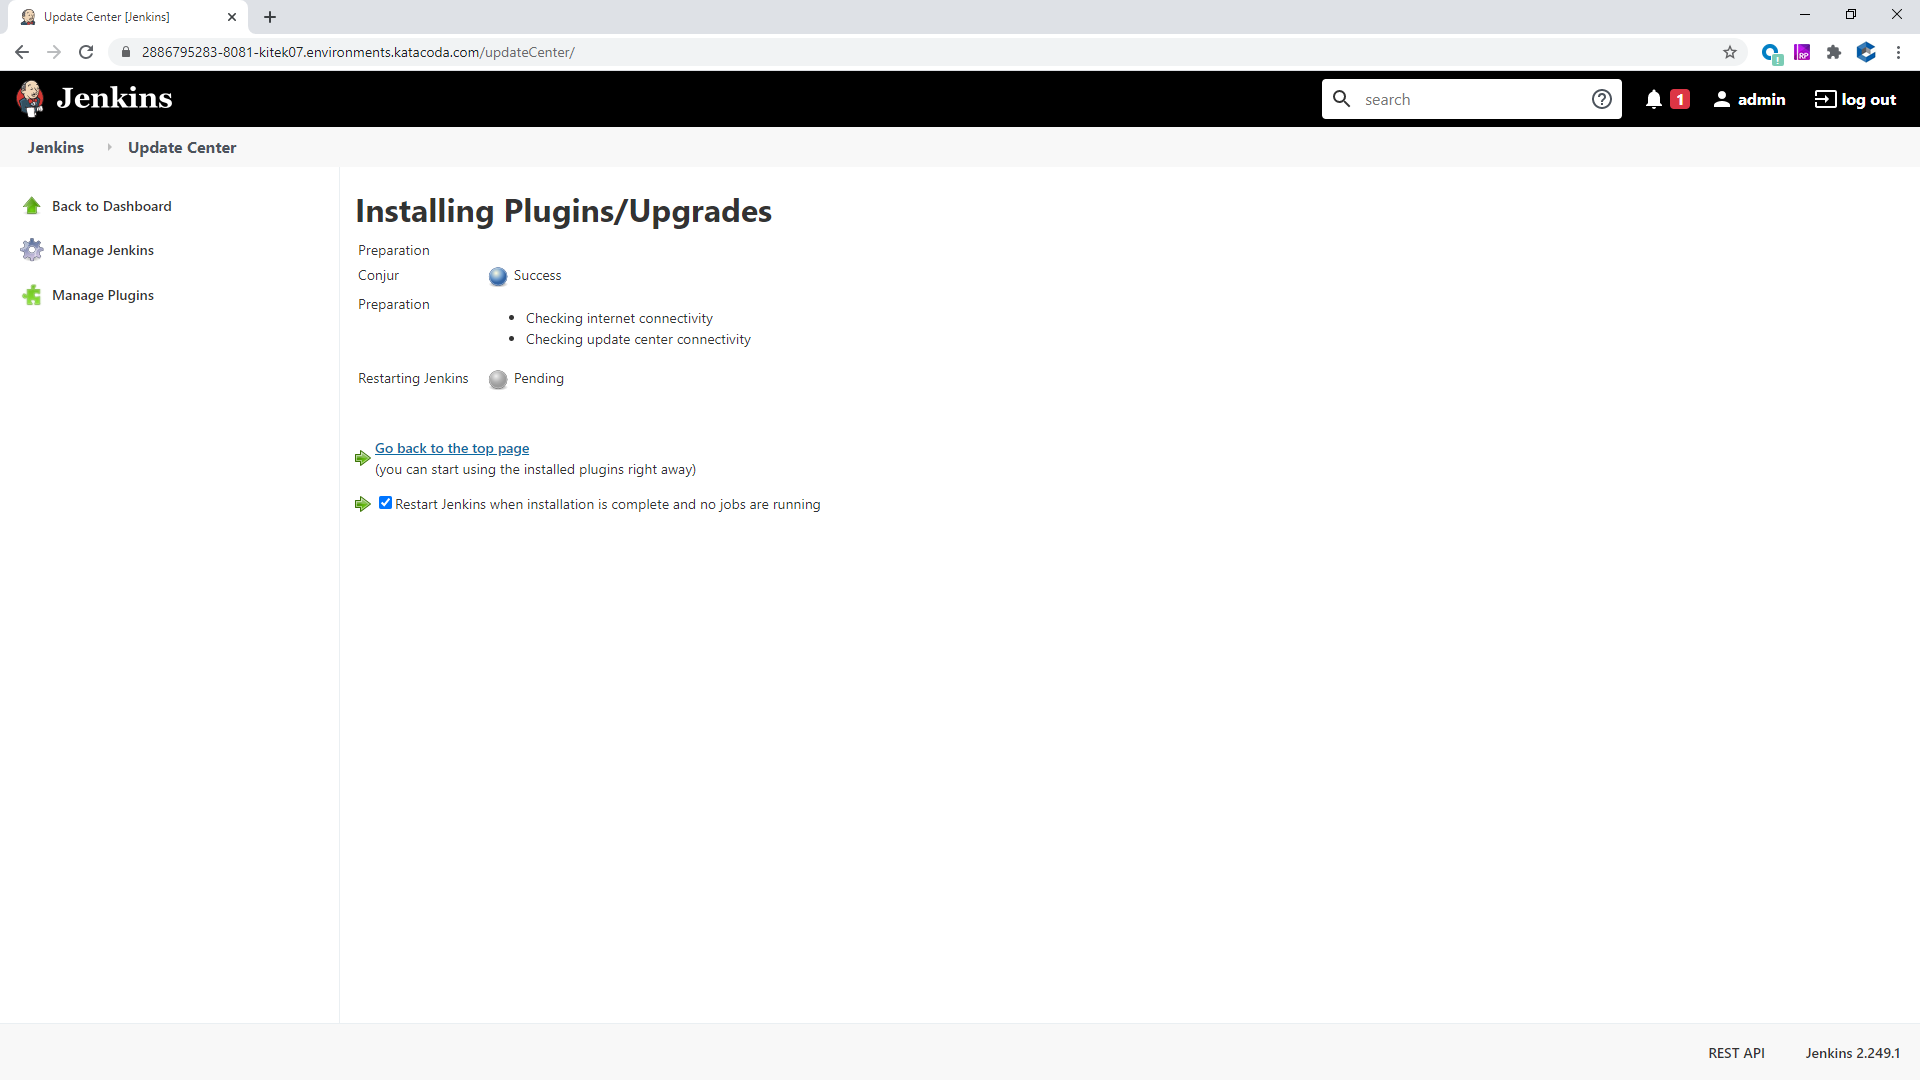 Update Center [Jenkins]
2886795283-8081-kitek07.environments.katacoda.com/updateCenter/
RP
Jenkins
search
1
admin
log out
Jenkins
Update Center
Back to Dashboard
Manage Jenkins
Manage Plugins
Installing Plugins/Upgrades
Preparation
Conjur
Success
Preparation
Checking internet connectivity
Checking update center connectivity
Restarting Jenkins
Pending
Go back to the top page
(you can start using the installed plugins right away)
Restart Jenkins when installation is complete and no jobs are running
REST API
Jenkins 2.249.1